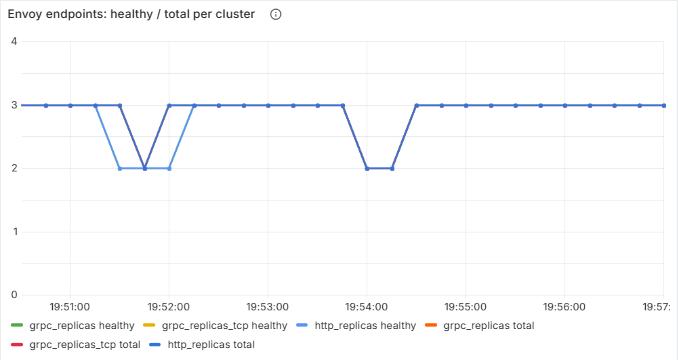 Envoy endpoints: healthy / total per cluster
4
3
2
1
0
19:51:00 19:52:00 19:53:00 19:54:00 19:55:00 19:56:00 19:57:
grpc_replicas healthy grpc_replicas_tcp healthy http_replicas healthy grpc_replicas total
grpc_replicas_tcp total http_replicas total